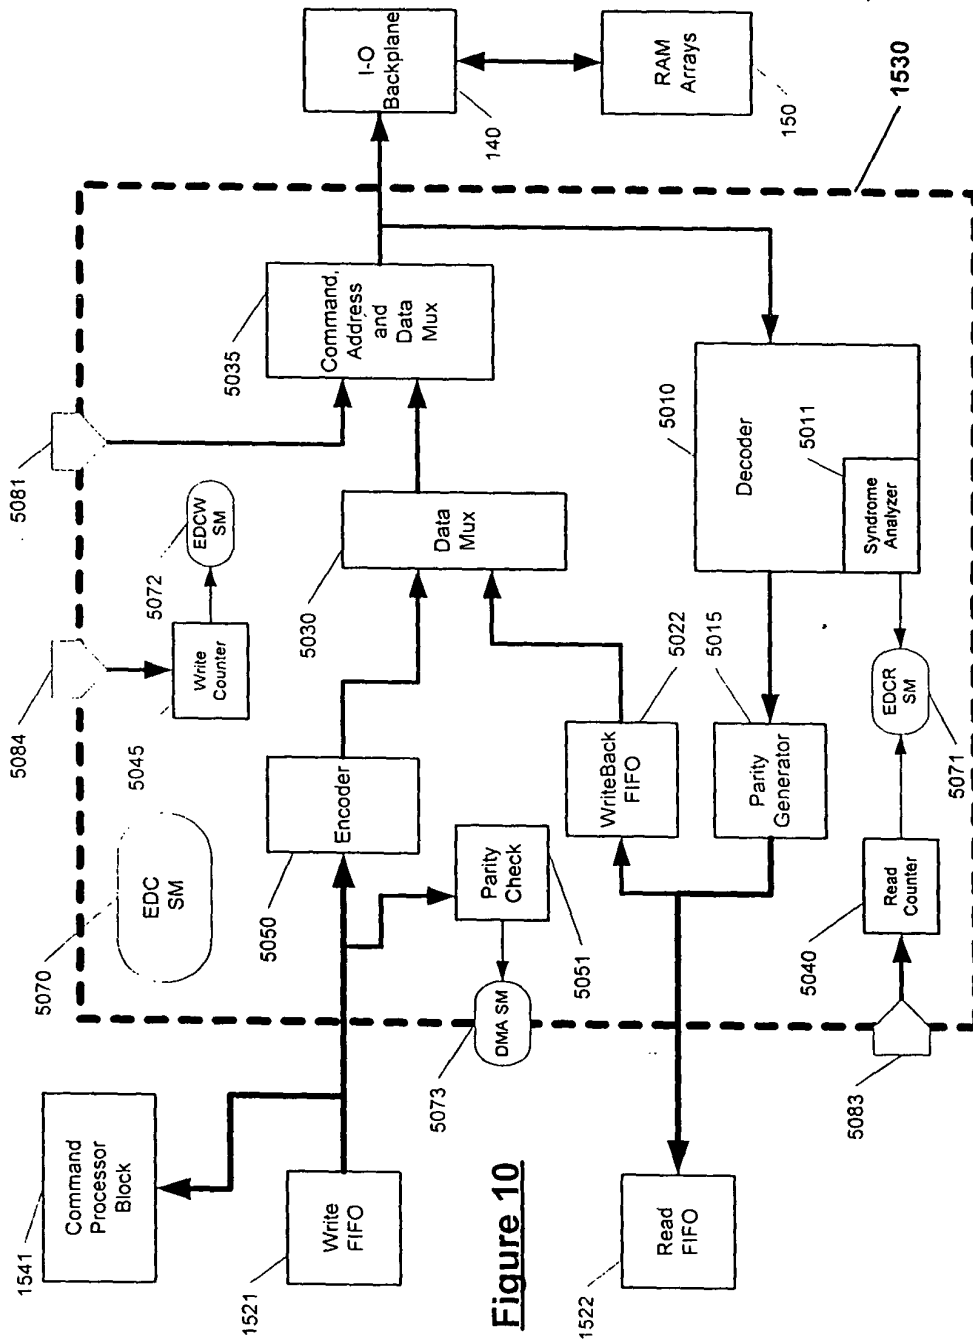 1541
Command
Processor
Block
1521
Write
FIFO
Figure 10
1522
Read
FIFO
5070
EDC
SM
5084
5045
Write
Counter
5072
EDCW
SM
5081
5035
Command,
Address
and
Data
Mux
I-O
Backplane
140
RAM
Arrays
150
1530
5050
Encoder
5051
Parity
Check
5073
DMA SM
5030
Data
Mux
5022
WriteBack
FIFO
5015
Parity
Generator
5010
Decoder
5011
Syndrome
Analyzer
EDCR
SM
5071
5040
Read
Counter
5083